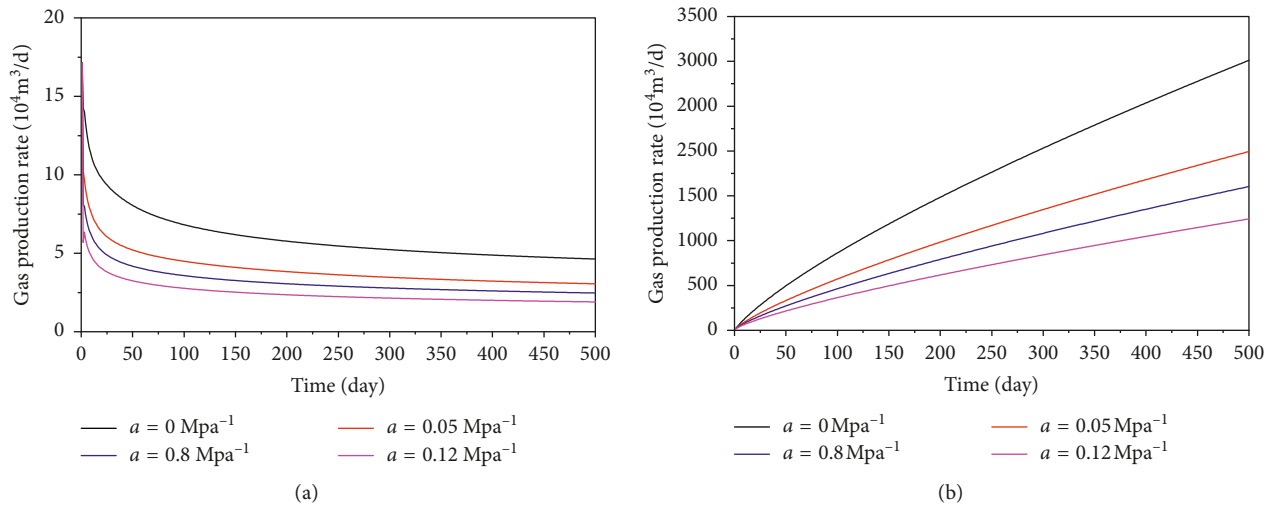 20
15
10
5
0
Gas production rate (10⁴m³/d)
0 50 100 150 200 250 300 350 400 450 500
Time (day)
a = 0 Mpa⁻¹ a = 0.05 Mpa⁻¹
a = 0.8 Mpa⁻¹ a = 0.12 Mpa⁻¹
(a)
3500
3000
2000
2500
1500
1000
500
0
Gas production rate (10⁴m³/d)
0 50 100 150 200 250 300 350 400 450 500
Time (day)
a = 0 Mpa⁻¹ a = 0.05 Mpa⁻¹
a = 0.8 Mpa⁻¹ a = 0.12 Mpa⁻¹
(b)